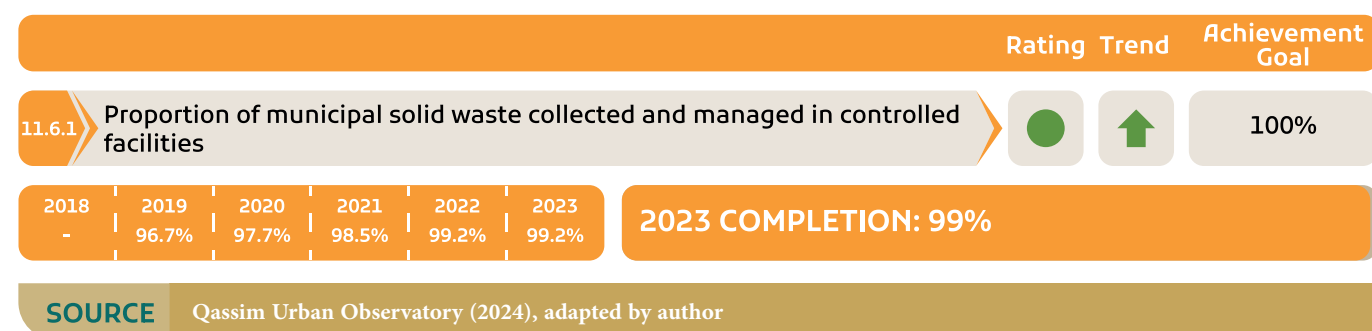 Rating Trend Achievement Goal
11.6.1 Proportion of municipal solid waste collected and managed in controlled
facilities
100%
2018 2019 2020 2021 2022 2023
- 96.7% 97.7% 98.5% 99.2% 99.2%
2023 COMPLETION: 99%
SOURCE Qassim Urban Observatory (2024), adapted by author